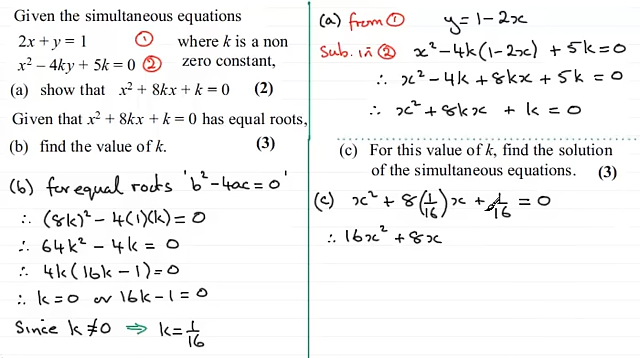 Given the simultaneous equations
2x + y = 1 ①
x² − 4ky + 5k = 0 ②
where k is a non
zero constant,
(a) show that x² + 8kx + k = 0 (2)
Given that x² + 8kx + k = 0 has equal roots,
(b) find the value of k. (3)
(b) for equal roots 'b² − 4ac = 0'
∴ (8k)² − 4(1)(k) = 0
∴ 64k² − 4k = 0
∴ 4k(16k − 1) = 0
∴ k = 0 or 16k − 1 = 0
Since k ≠ 0 ⇒ k = 1/16
(a) from ① y = 1 − 2x
Sub. in ② x² − 4k(1 − 2x) + 5k = 0
∴ x² − 4k + 8kx + 5k = 0
∴ x² + 8kx + k = 0
(c) For this value of k, find the solution
of the simultaneous equations. (3)
(c) x² + 8(1/16)x + 1/16 = 0
∴ 16x² + 8x